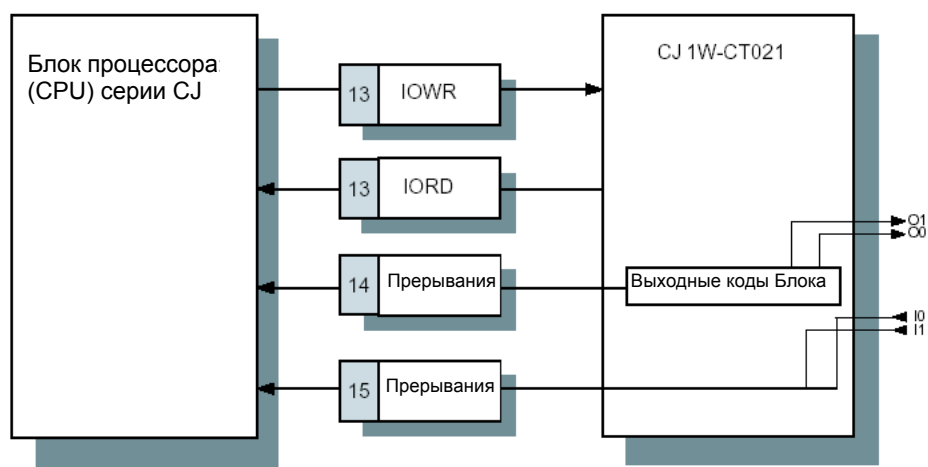 Блок процессора
(CPU) серии CJ
CJ 1W-CT021
13 IOWR
13 IORD
O1
O0
14 Прерывания
Выходные коды Блока
I0
I1
15 Прерывания